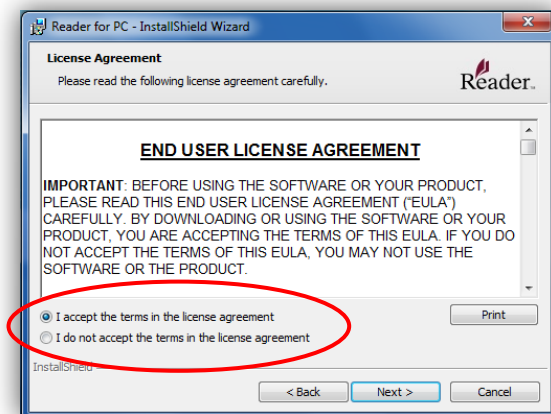 Reader for PC - InstallShield Wizard
License Agreement
Please read the following license agreement carefully.
Reader™
END USER LICENSE AGREEMENT
IMPORTANT: BEFORE USING THE SOFTWARE OR YOUR PRODUCT,
PLEASE READ THIS END USER LICENSE AGREEMENT (“EULA”)
CAREFULLY. BY DOWNLOADING OR USING THE SOFTWARE OR YOUR
PRODUCT, YOU ARE ACCEPTING THE TERMS OF THIS EULA. IF YOU DO
NOT ACCEPT THE TERMS OF THIS EULA, YOU MAY NOT USE THE
SOFTWARE OR THE PRODUCT.
I accept the terms in the license agreement
Print
I do not accept the terms in the license agreement
InstallShield
< Back Next > Cancel